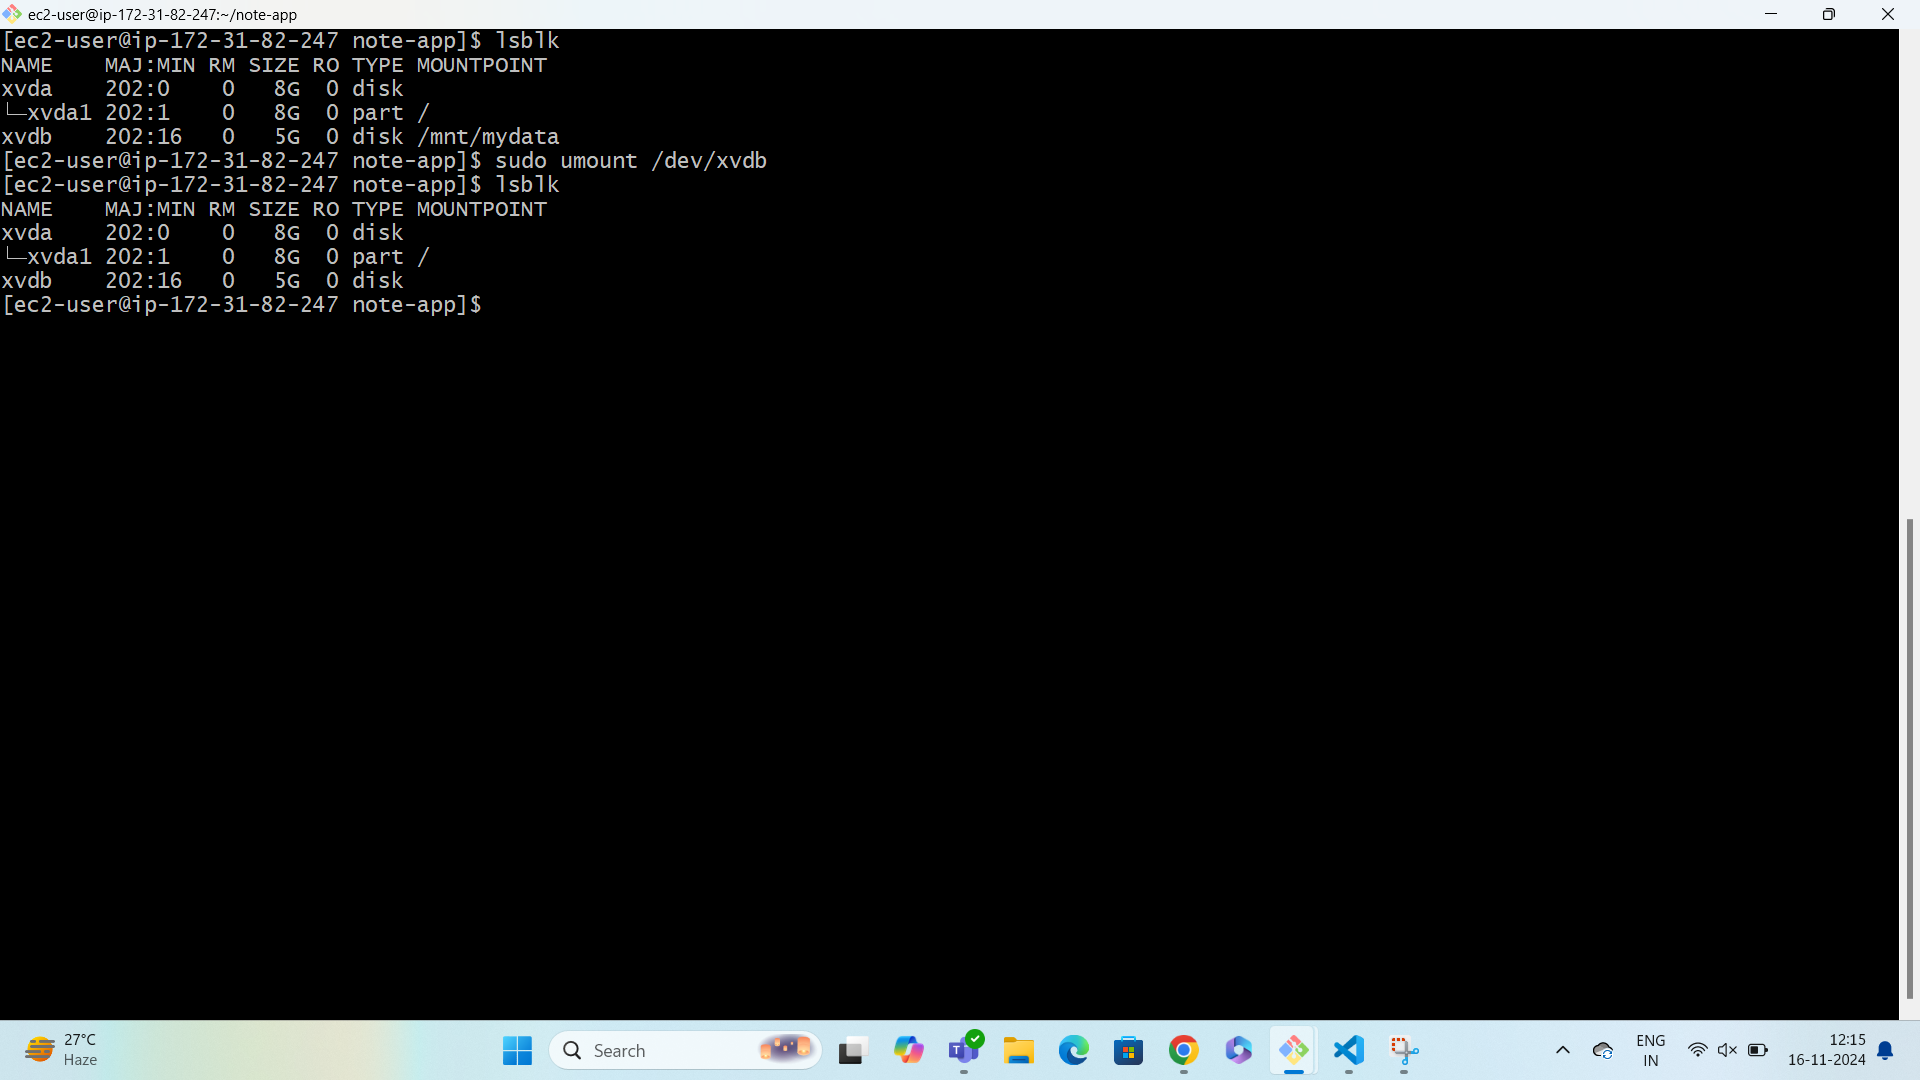 ec2-user@ip-172-31-82-247:~/note-app
[ec2-user@ip-172-31-82-247 note-app]$ lsblk
NAME    MAJ:MIN RM SIZE RO TYPE MOUNTPOINT
xvda    202:0    0   8G  0 disk
└─xvda1 202:1    0   8G  0 part /
xvdb    202:16   0   5G  0 disk /mnt/mydata
[ec2-user@ip-172-31-82-247 note-app]$ sudo umount /dev/xvdb
[ec2-user@ip-172-31-82-247 note-app]$ lsblk
NAME    MAJ:MIN RM SIZE RO TYPE MOUNTPOINT
xvda    202:0    0   8G  0 disk
└─xvda1 202:1    0   8G  0 part /
xvdb    202:16   0   5G  0 disk
[ec2-user@ip-172-31-82-247 note-app]$
27°C
Haze
Search
ENG
IN
12:15
16-11-2024